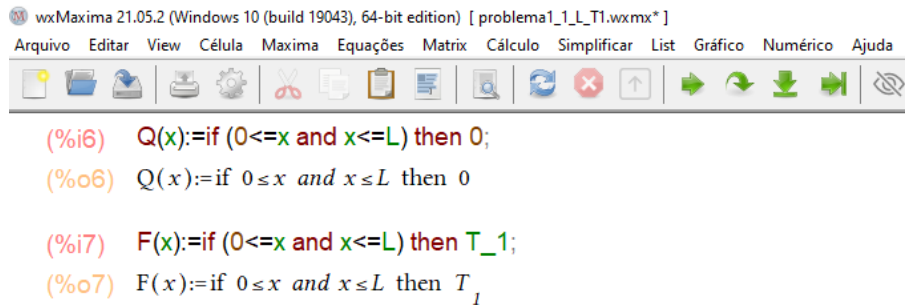 wxMaxima 21.05.2 (Windows 10 (build 19043), 64-bit edition) [ problema1_1_L_T1.wxmx* ]
Arquivo Editar View Célula Maxima Equações Matrix Cálculo Simplificar List Gráfico Numérico Ajuda
(%i6) Q(x):=if (0<=x and x<=L) then 0;
(%o6) Q(x):=if 0≤x and x≤L then 0
(%i7) F(x):=if (0<=x and x<=L) then T_1;
(%o7) F(x):=if 0≤x and x≤L then T₁